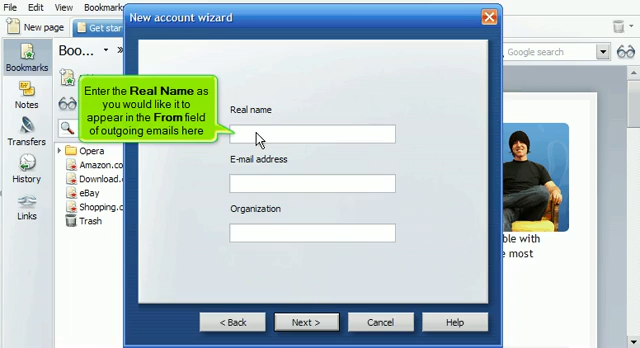 File Edit View Bookmarks
New account wizard
New page
Get star
Boo...
Google search
Bookmarks
Notes
Transfers
History
Links
Enter the Real Name as
you would like it to
appear in the From field
of outgoing emails here
Opera
Amazon.co
Download.c
eBay
Shopping.c
Trash
Real name
E-mail address
Organization
ble with
e most
< Back
Next >
Cancel
Help